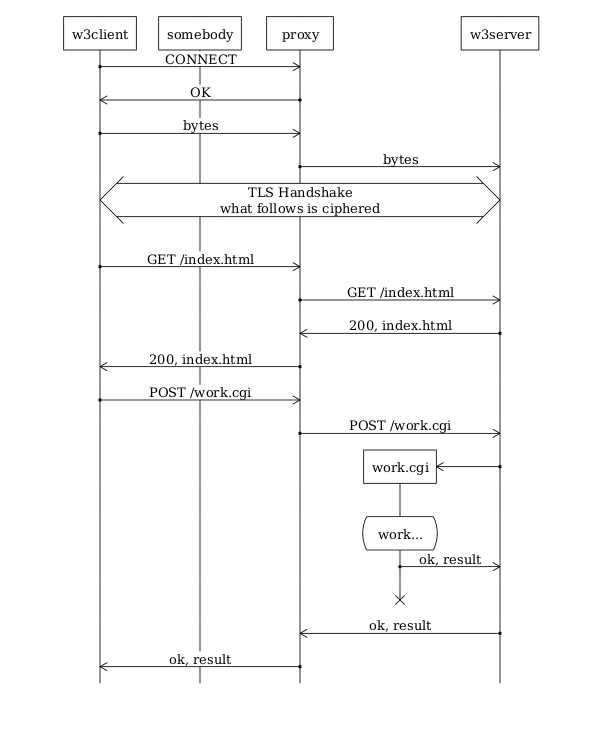 w3client somebody proxy w3server
CONNECT
OK
bytes
bytes
TLS Handshake
what follows is ciphered
GET /index.html
GET /index.html
200, index.html
200, index.html
POST /work.cgi
POST /work.cgi
work.cgi
work...
ok, result
ok, result
ok, result